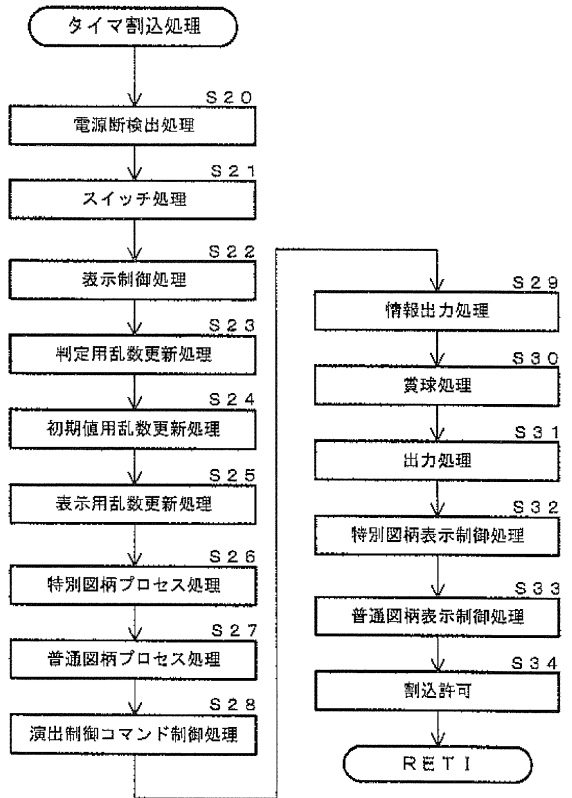 タイマ割込処理
S20
電源断検出処理
S21
スイッチ処理
S22
表示制御処理
S23
判定用乱数更新処理
S24
初期値用乱数更新処理
S25
表示用乱数更新処理
S26
特別図柄プロセス処理
S27
普通図柄プロセス処理
S28
演出制御コマンド制御処理
S29
情報出力処理
S30
賞球処理
S31
出力処理
S32
特別図柄表示制御処理
S33
普通図柄表示制御処理
S34
割込許可
RETI